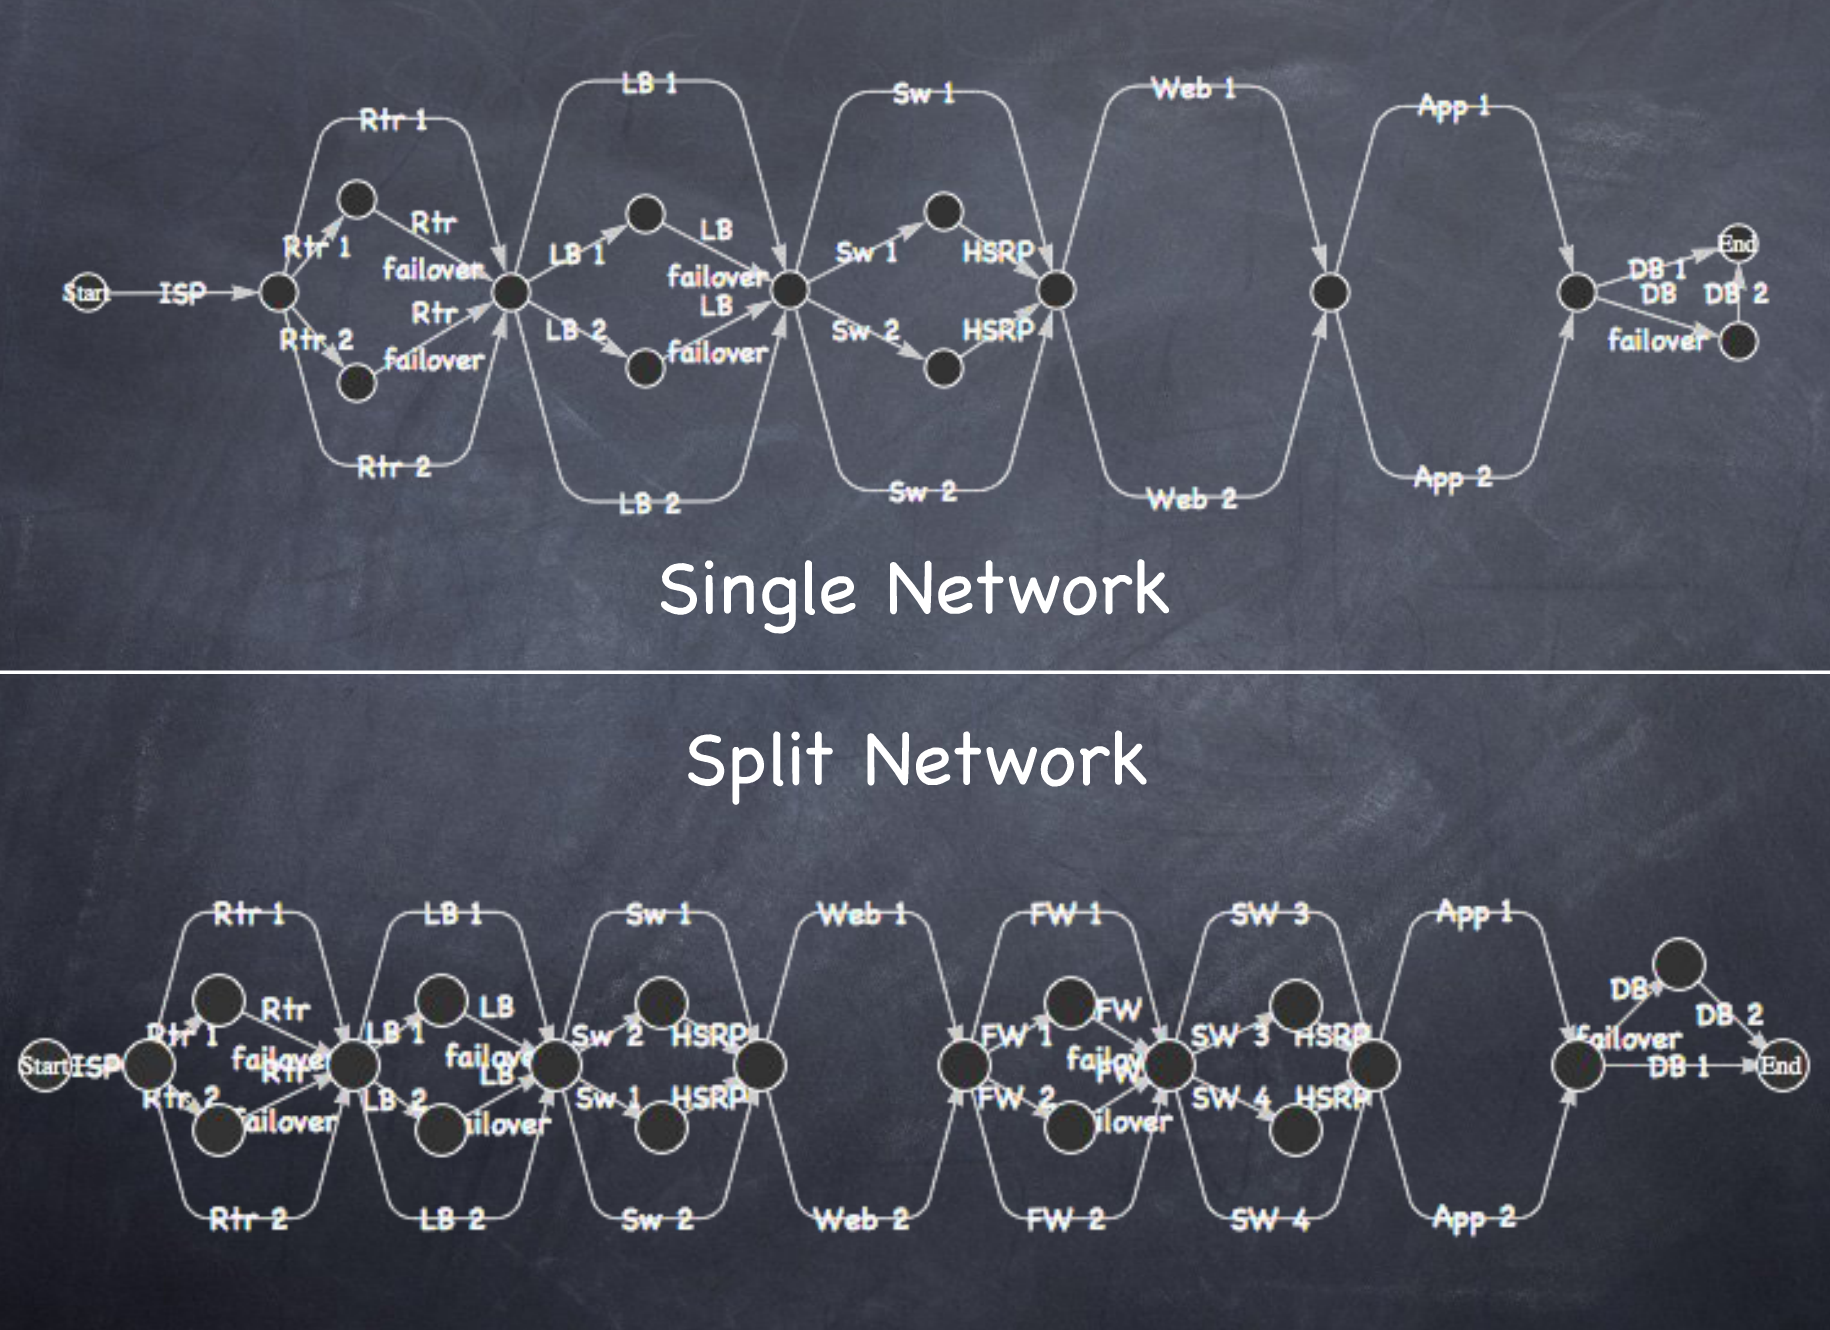 LB 1
Sw 1
Web 1
App 1
Rtr 1
Rtr
LB
Rtr 1
LB 1
Sw 1
HSRP
End
failover
failover
DB 1
Start
ISP
DB
DB 2
Rtr
LB
Rtr 2
LB 2
Sw 2
HSRP
failover
failover
failover
Rtr 2
App 2
LB 2
Sw 2
Web 2
Single Network
Split Network
Rtr 1
LB 1
Sw 1
Web 1
FW 1
SW 3
App 1
DB
Rtr
LB
FW
DB 2
Rtr 1
LB 1
Sw 2
HSRP
FW 1
SW 3
HSRP
failover
failover
failover
failover
Start
ISP
DB 1
End
Rtr
LB
FW
Rtr 2
LB 2
Sw 1
HSRP
FW 2
SW 4
HSRP
failover
failover
failover
Rtr 2
LB 2
Sw 2
Web 2
FW 2
SW 4
App 2